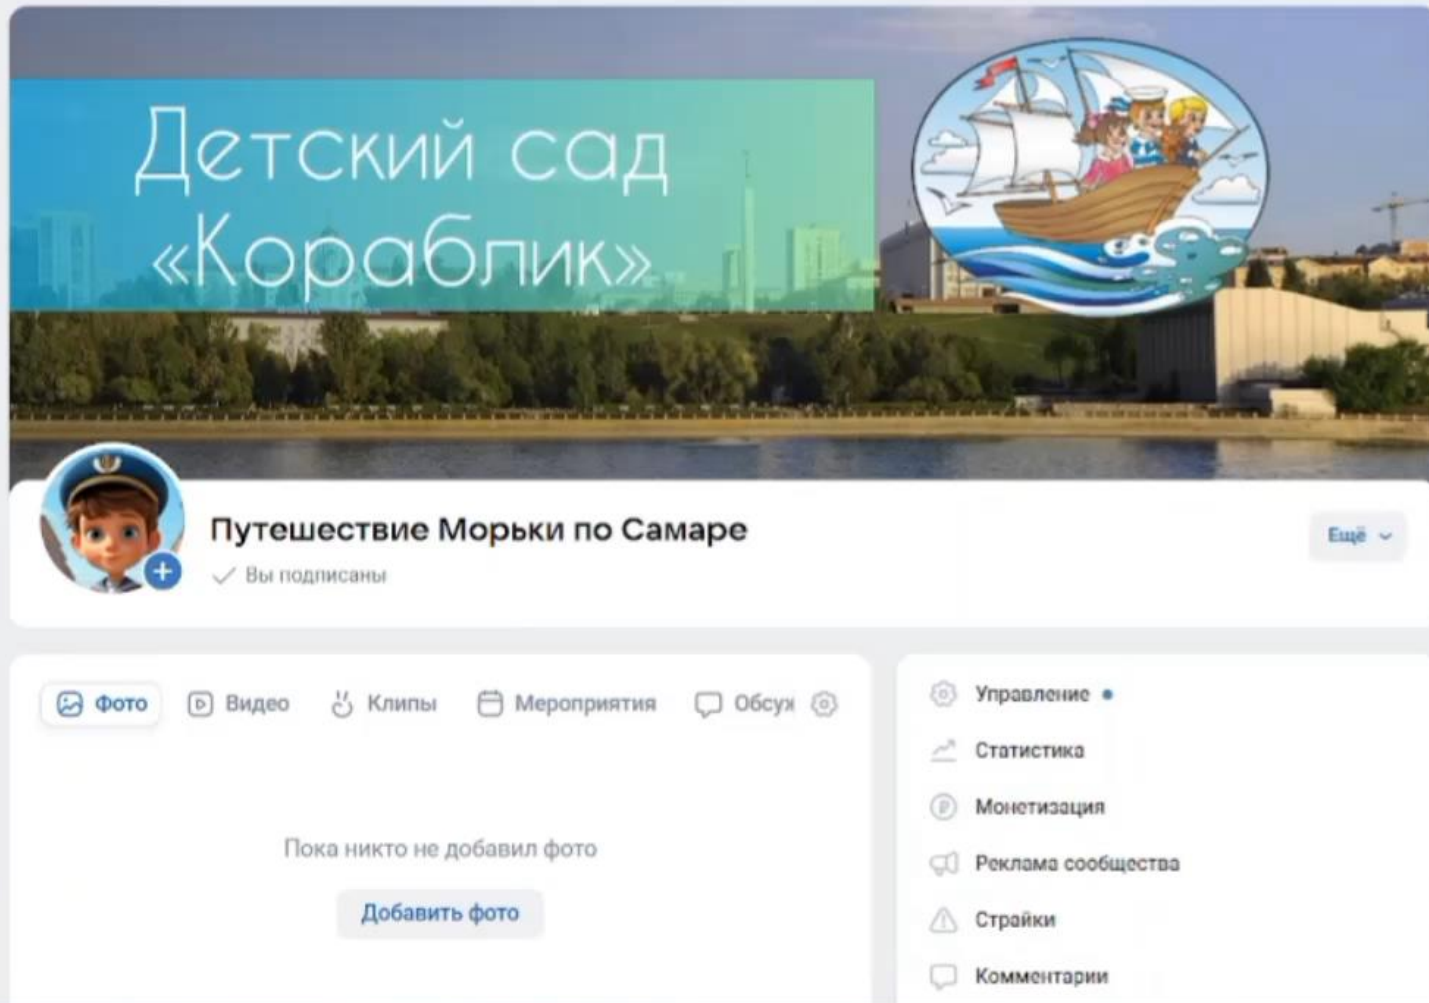 Детский сад
«Кораблик»
Путешествие Морьки по Самаре
Вы подписаны
Ещё
Фото
Видео
Клипы
Мероприятия
Обсуж
Пока никто не добавил фото
Добавить фото
Управление
Статистика
Монетизация
Реклама сообщества
Страйки
Комментарии